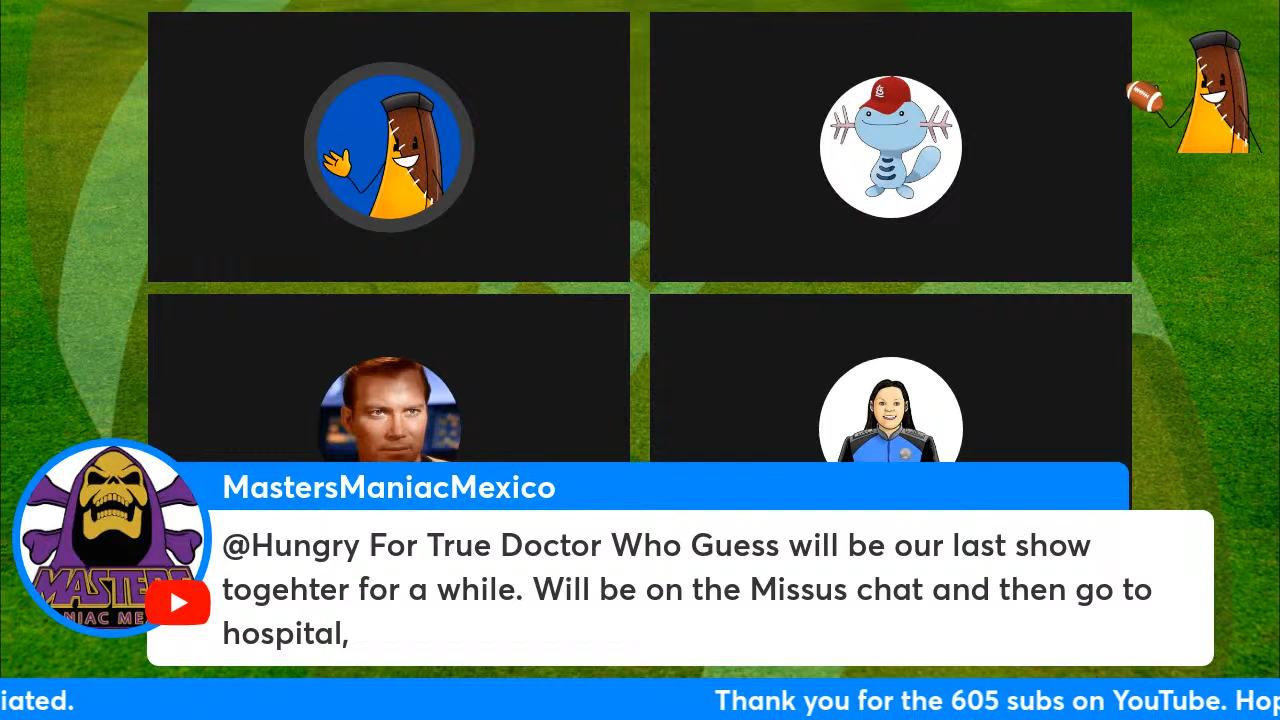 MastersManiacMexico
@Hungry For True Doctor Who Guess will be our last show
togehter for a while. Will be on the Missus chat and then go to
hospital,
MASTERS
NIAC ME
iated.
Thank you for the 605 subs on YouTube. Hop